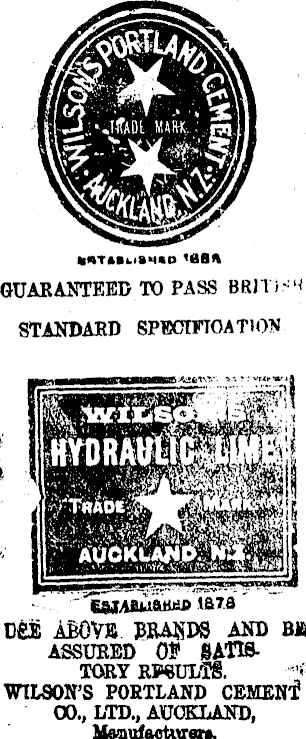 WILSON'S PORTLAND CEMENT
TRADE MARK
AUCKLAND N.Z.
ESTABLISHED
GUARANTEED TO PASS BRITISH
STANDARD SPECIFICATION
WILSON'S
HYDRAULIC LIME
TRADE MARK
AUCKLAND N.Z.
ESTABLISHED 1878
USE ABOVE BRANDS AND BE
ASSURED OF SATIS-
TORY RESULTS.
WILSON'S PORTLAND CEMENT
CO., LTD., AUCKLAND,
Manufacturers.